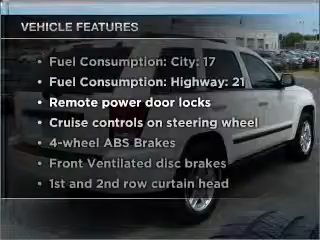 VEHICLE FEATURES
• Fuel Consumption: City: 17
• Fuel Consumption: Highway: 21
• Remote power door locks
• Cruise controls on steering wheel
• 4-wheel ABS Brakes
• Front Ventilated disc brakes
• 1st and 2nd row curtain head